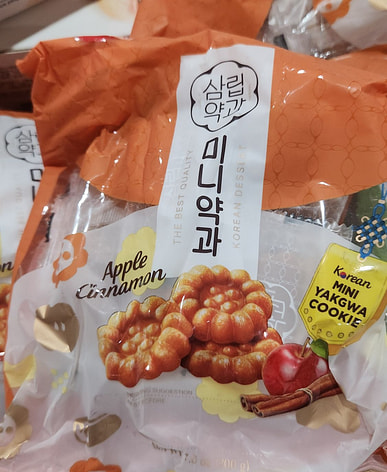 삼립
약과
미니약과
THE BEST QUALITY
KOREAN DESSERT
Apple
Cinnamon
Korean
MINI
YAKGWA
COOKIE